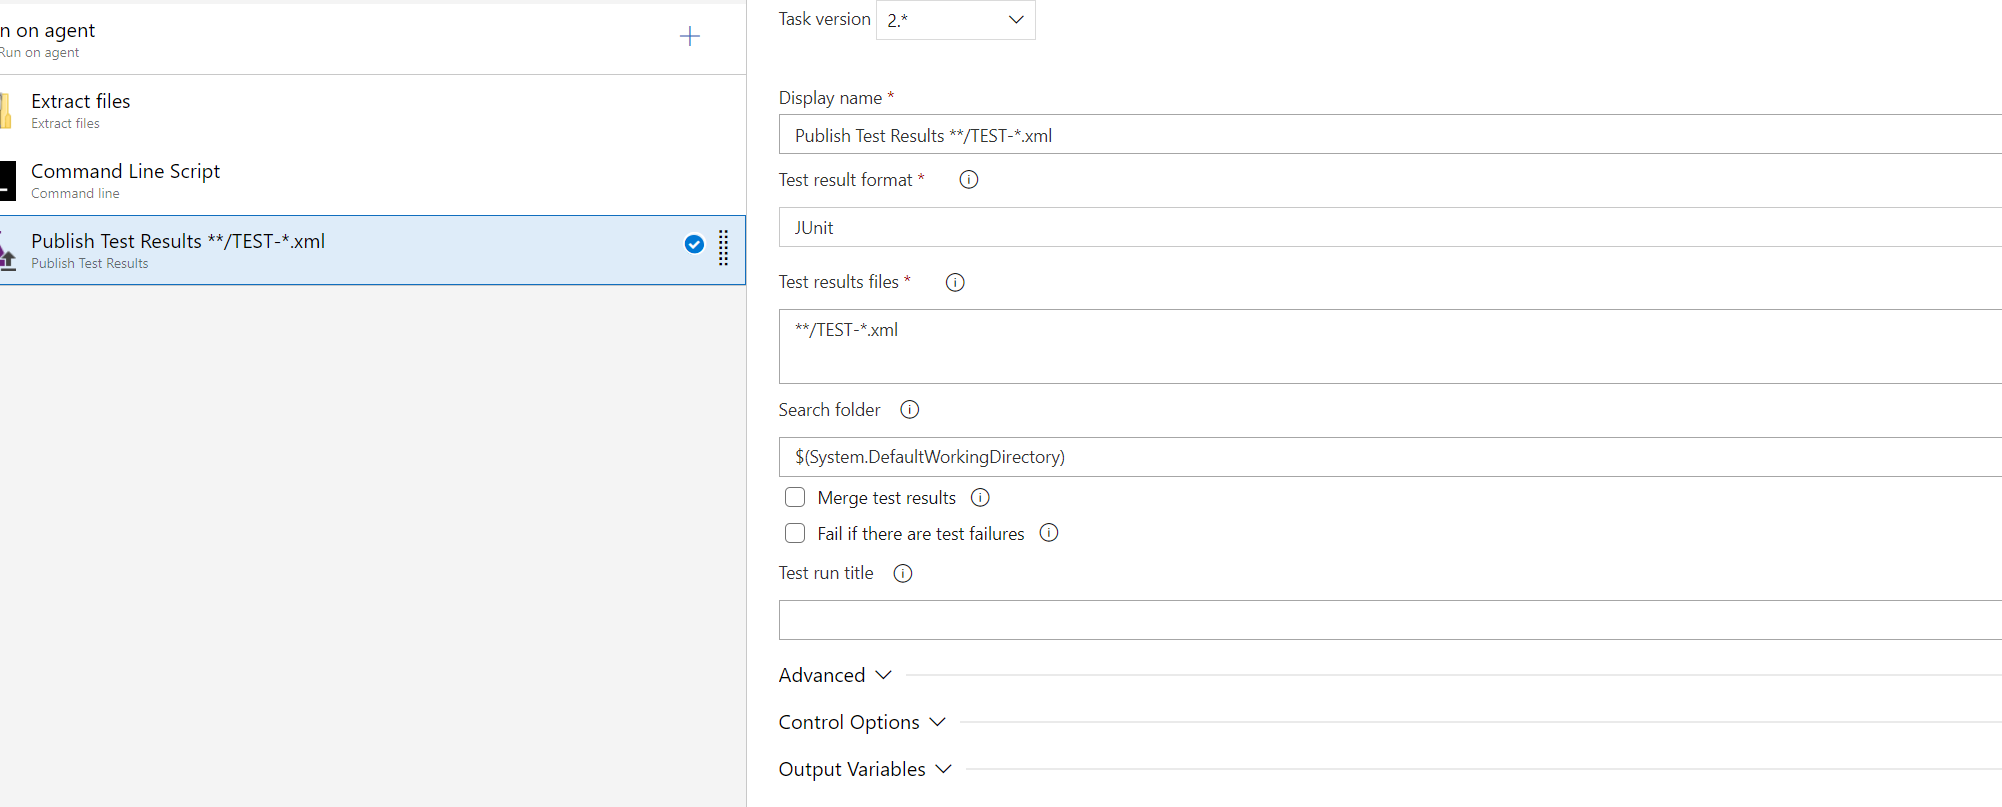 n on agent
Run on agent
Extract files
Extract files
Command Line Script
Command line
Publish Test Results **/TEST-*.xml
Publish Test Results
Task version 2.*
Display name *
Publish Test Results **/TEST-*.xml
Test result format *
JUnit
Test results files *
**/TEST-*.xml
Search folder
$(System.DefaultWorkingDirectory)
Merge test results
Fail if there are test failures
Test run title
Advanced
Control Options
Output Variables